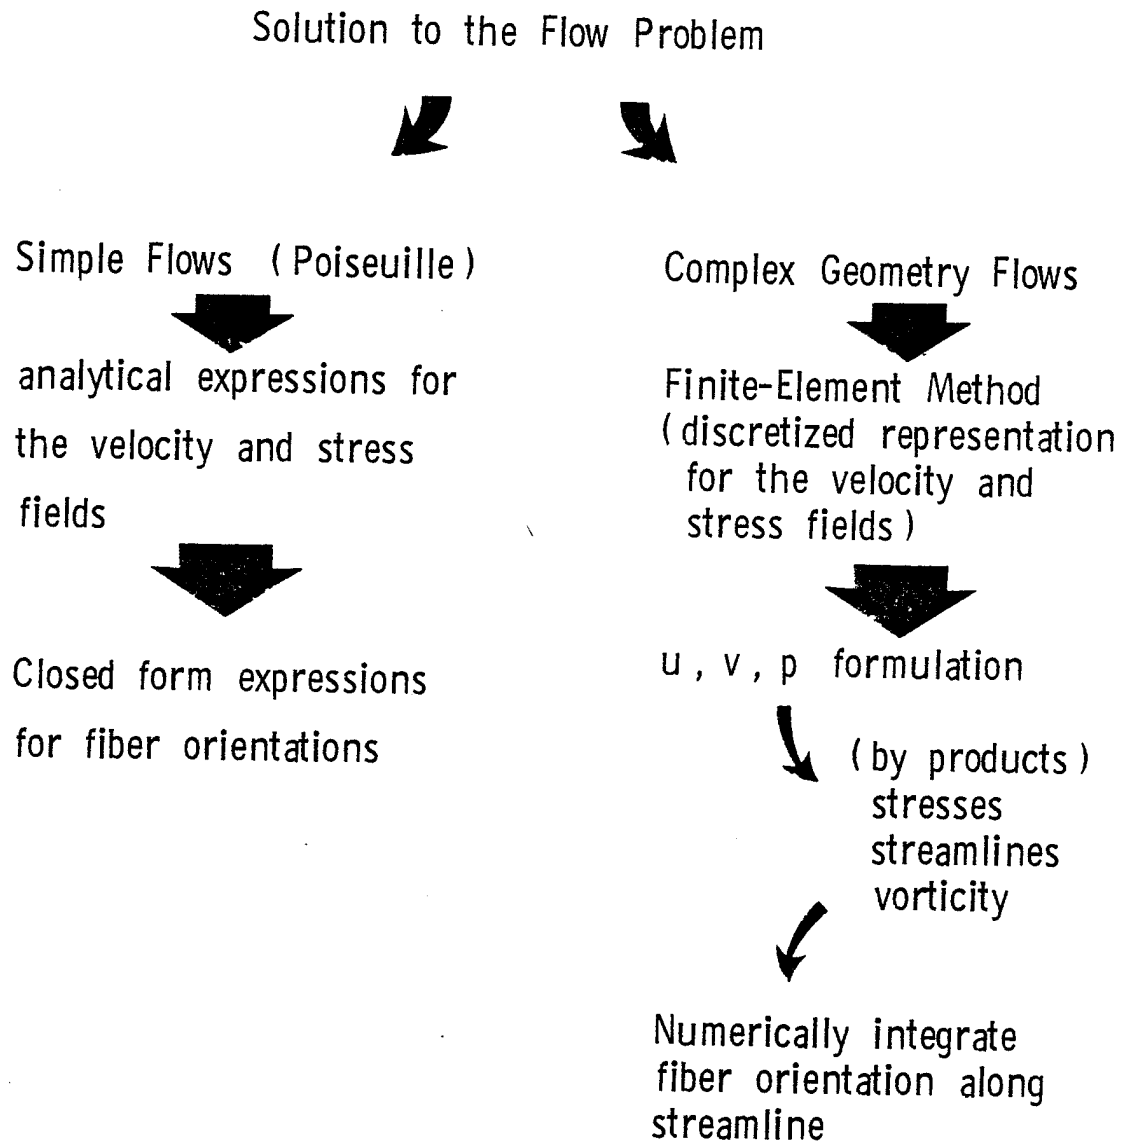 Solution to the Flow Problem
Simple Flows (Poiseuille)
analytical expressions for
the velocity and stress
fields
Closed form expressions
for fiber orientations
Complex Geometry Flows
Finite-Element Method
(discretized representation
for the velocity and
stress fields)
u, v, p formulation
(by products)
stresses
streamlines
vorticity
Numerically integrate
fiber orientation along
streamline